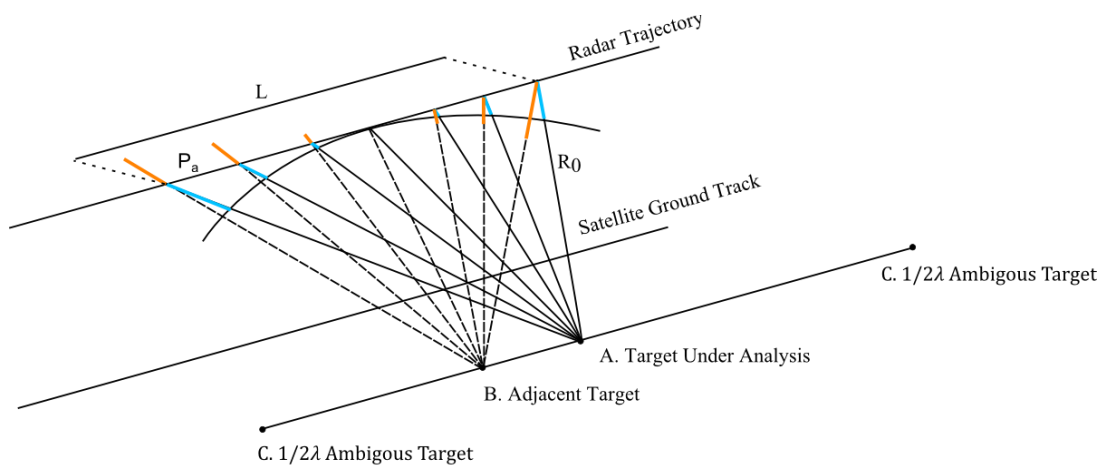 Radar Trajectory
L
Pa
R0
Satellite Ground Track
C. 1/2λ Ambigous Target
A. Target Under Analysis
B. Adjacent Target
C. 1/2λ Ambigous Target